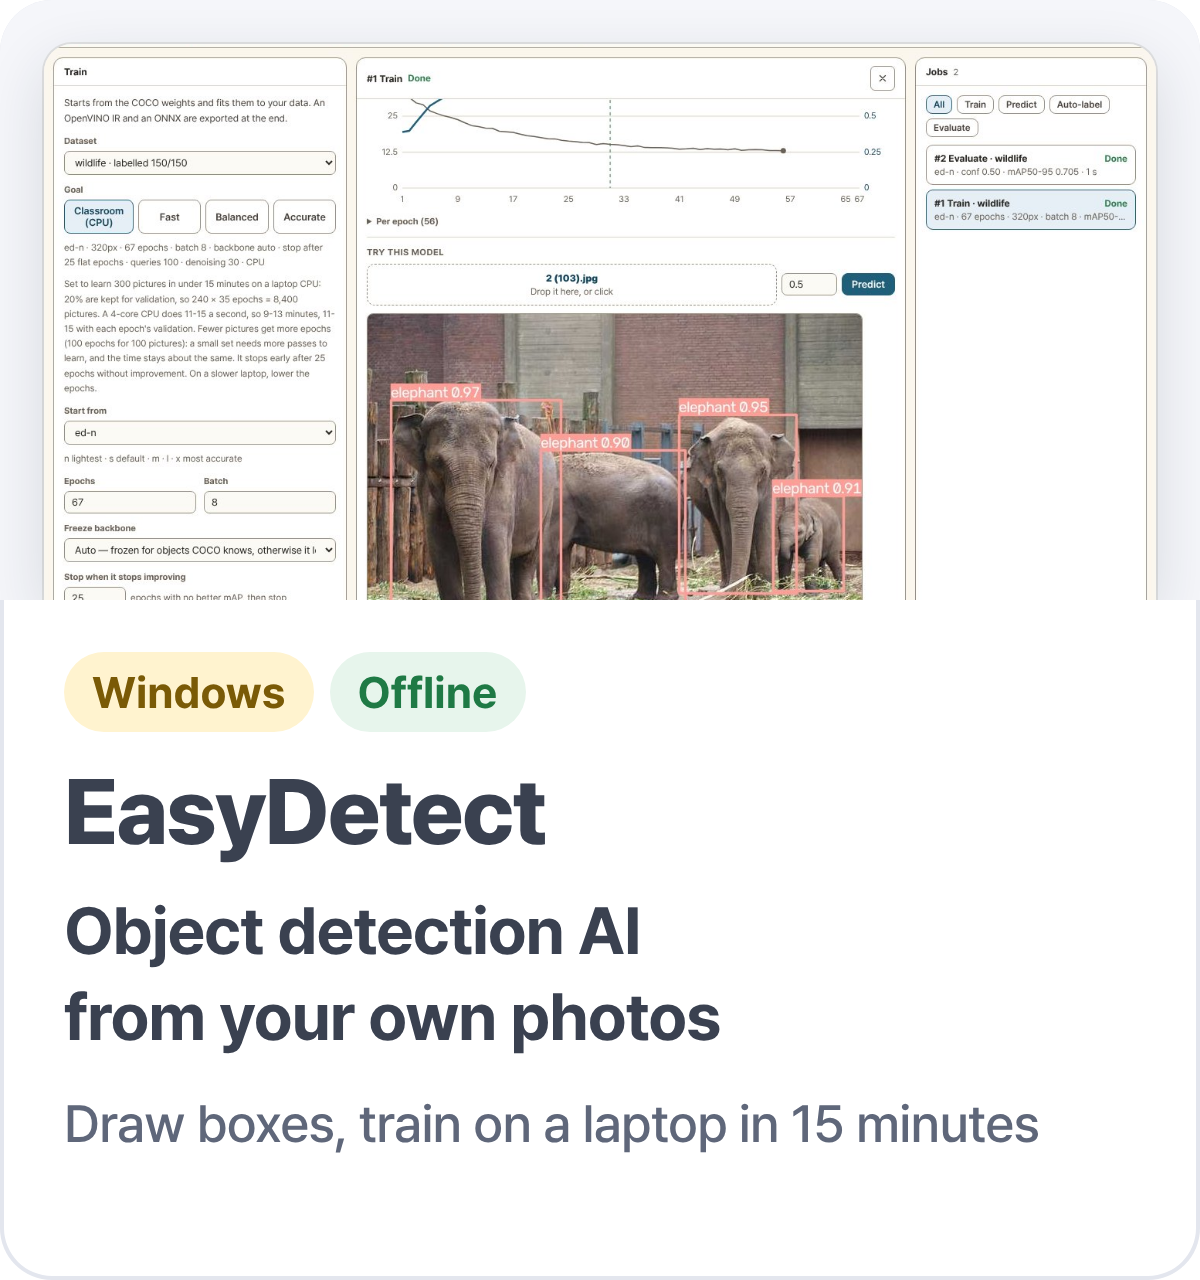 Train
Starts from the COCO weights and fits them to your data. An
OpenVINO IR and an ONNX are exported at the end.
Dataset
wildlife · labelled 150/150
Goal
Classroom
(CPU)
Fast
Balanced
Accurate
ed-n · 320px · 67 epochs · batch 8 · backbone auto · stop after
25 flat epochs · queries 100 · denoising 30 · CPU
Set to learn 300 pictures in under 15 minutes on a laptop CPU:
20% are kept for validation, so 240 × 35 epochs = 8,400
pictures. A 4-core CPU does 11-15 a second, so 9-13 minutes, 11-
15 with each epoch's validation. Fewer pictures get more epochs
(100 epochs for 100 pictures): a small set needs more passes to
learn, and the time stays about the same. It stops early after 25
epochs without improvement. On a slower laptop, lower the
epochs.
Start from
ed-n
n lightest · s default · m · l · x most accurate
Epochs
Batch
67
8
Freeze backbone
Auto — frozen for objects COCO knows, otherwise it l
Stop when it stops improving
25 epochs with no better mAP, then stop
#1 Train Done
×
25
0.5
12.5
0.25
0
0
1 9 17 25 33 41 49 57 65 67
▶ Per epoch (56)
TRY THIS MODEL
2 (103).jpg
Drop it here, or click
0.5
Predict
elephant 0.97
elephant 0.95
elephant 0.90
elephant 0.91
Jobs 2
All
Train
Predict
Auto-label
Evaluate
#2 Evaluate · wildlife Done
ed-n · conf 0.50 · mAP50-95 0.705 · 1 s
#1 Train · wildlife Done
ed-n · 67 epochs · 320px · batch 8 · mAP50-...
Windows
Offline
EasyDetect
Object detection AI
from your own photos
Draw boxes, train on a laptop in 15 minutes